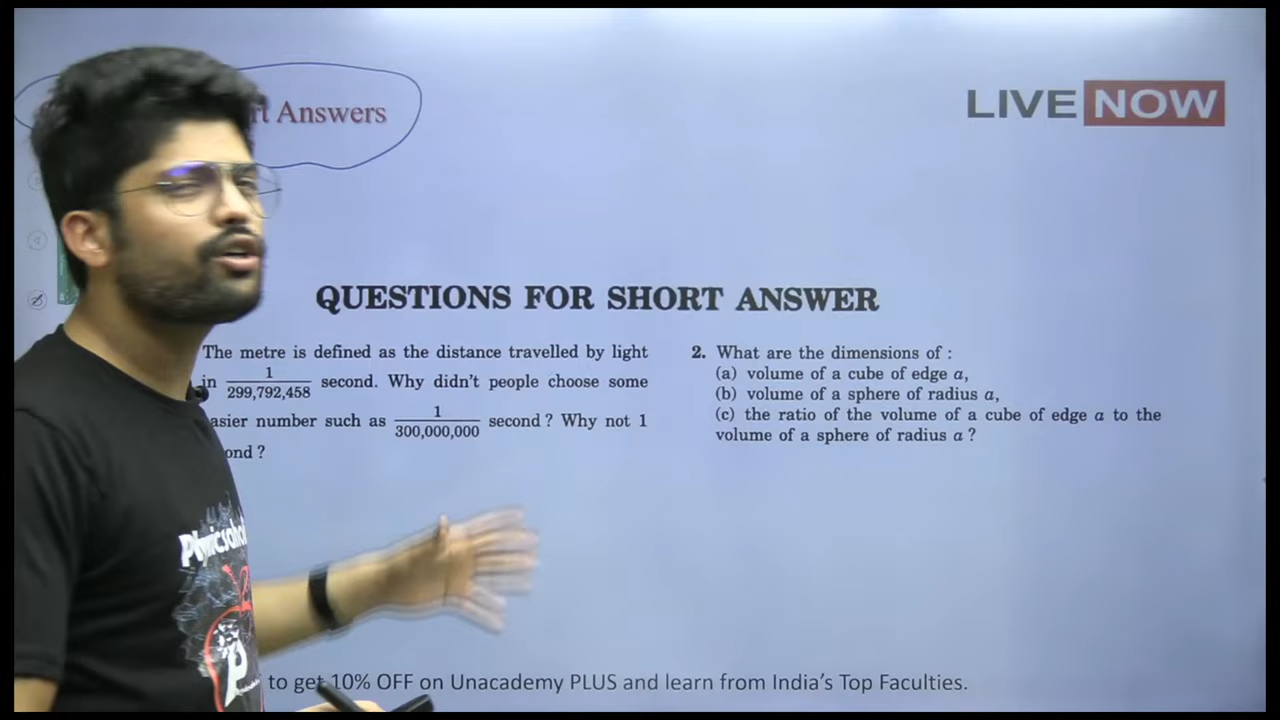 Answers
LIVE NOW
QUESTIONS FOR SHORT ANSWER
The metre is defined as the distance travelled by light
in 1/299,792,458 second. Why didn't people choose some
asier number such as 1/300,000,000 second ? Why not 1
ond ?
2. What are the dimensions of :
(a) volume of a cube of edge a,
(b) volume of a sphere of radius a,
(c) the ratio of the volume of a cube of edge a to the
volume of a sphere of radius a ?
to get 10% OFF on Unacademy PLUS and learn from India's Top Faculties.